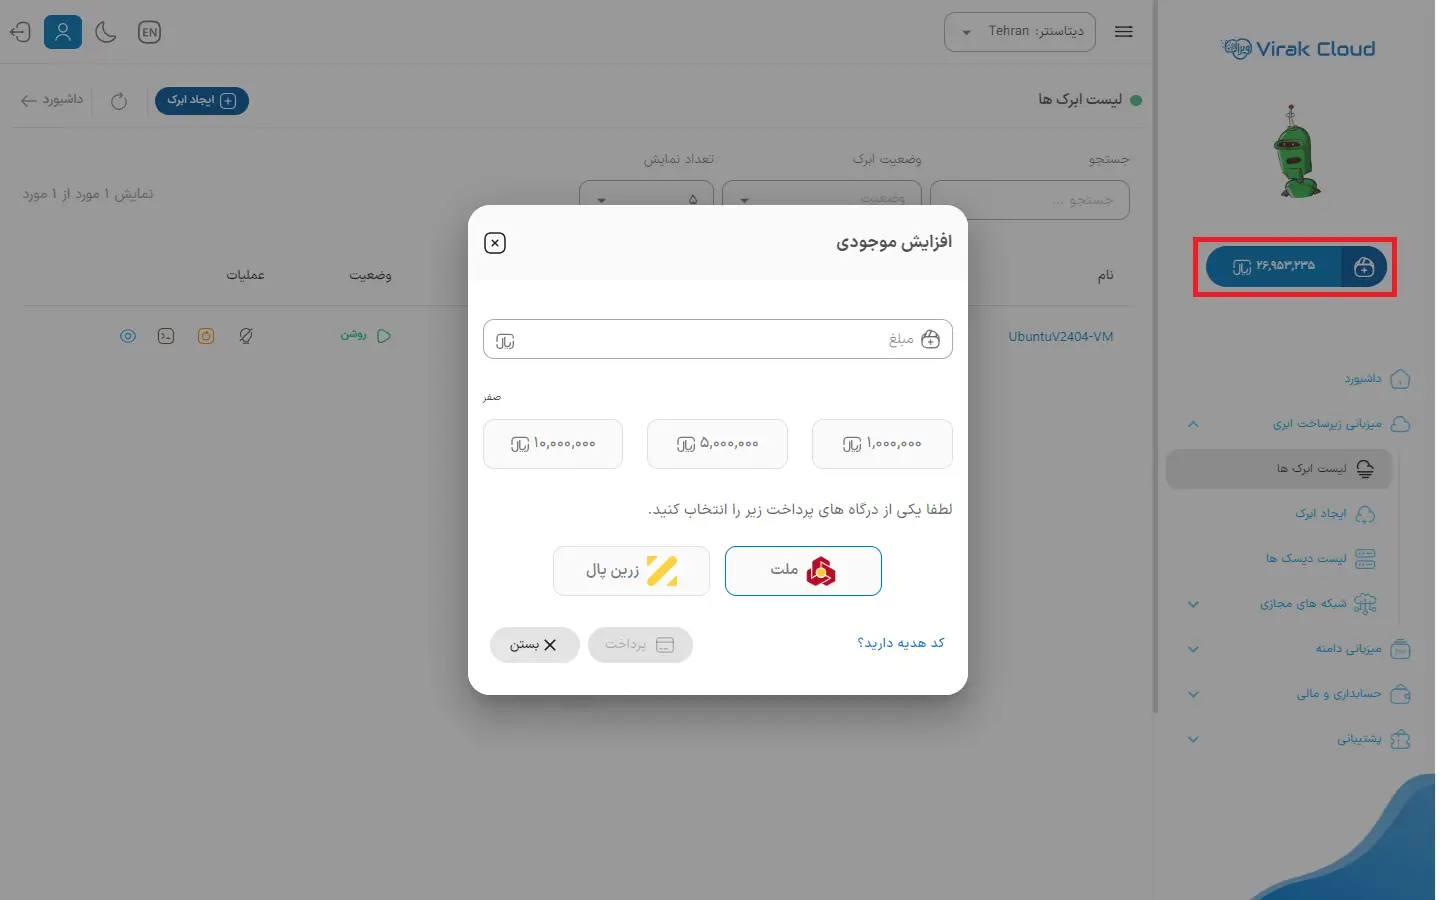 Virak Cloud
دیتاسنتر: Tehran
EN
لیست ابرک ها
ایجاد ابرک
داشبورد
جستجو
وضعیت ابرک
تعداد نمایش
جستجو ...
وضعیت
۵
نمایش ۱ مورد از ۱ مورد
نام
وضعیت
عملیات
UbuntuV2404-VM
روشن
افزایش موجودی
مبلغ
ریال
صفر
۱,۰۰۰,۰۰۰ ریال
۵,۰۰۰,۰۰۰ ریال
۱۰,۰۰۰,۰۰۰ ریال
لطفا یکی از درگاه های پرداخت زیر را انتخاب کنید.
ملت
زرین پال
کد هدیه دارید؟
پرداخت
بستن
۲۶,۹۵۳,۲۳۵ ریال
داشبورد
میزبانی زیرساخت ابری
لیست ابرک ها
ایجاد ابرک
لیست دیسک ها
شبکه های مجازی
میزبانی دامنه
حسابداری و مالی
پشتیبانی